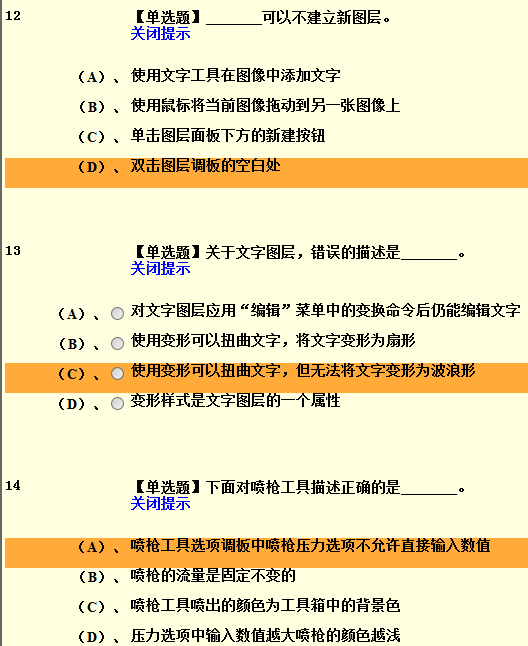 12 【单选题】_______可以不建立新图层。
关闭提示
（A）、使用文字工具在图像中添加文字
（B）、使用鼠标将当前图像拖动到另一张图像上
（C）、单击图层面板下方的新建按钮
（D）、双击图层调板的空白处
13 【单选题】关于文字图层，错误的描述是_______。
关闭提示
（A）、对文字图层应用“编辑”菜单中的变换命令后仍能编辑文字
（B）、使用变形可以扭曲文字，将文字变形为扇形
（C）、使用变形可以扭曲文字，但无法将文字变形为波浪形
（D）、变形样式是文字图层的一个属性
14 【单选题】下面对喷枪工具描述正确的是_______。
关闭提示
（A）、喷枪工具选项调板中喷枪压力选项不允许直接输入数值
（B）、喷枪的流量是固定不变的
（C）、喷枪工具喷出的颜色为工具箱中的背景色
（D）、压力选项中输入数值越大喷枪的颜色越浅